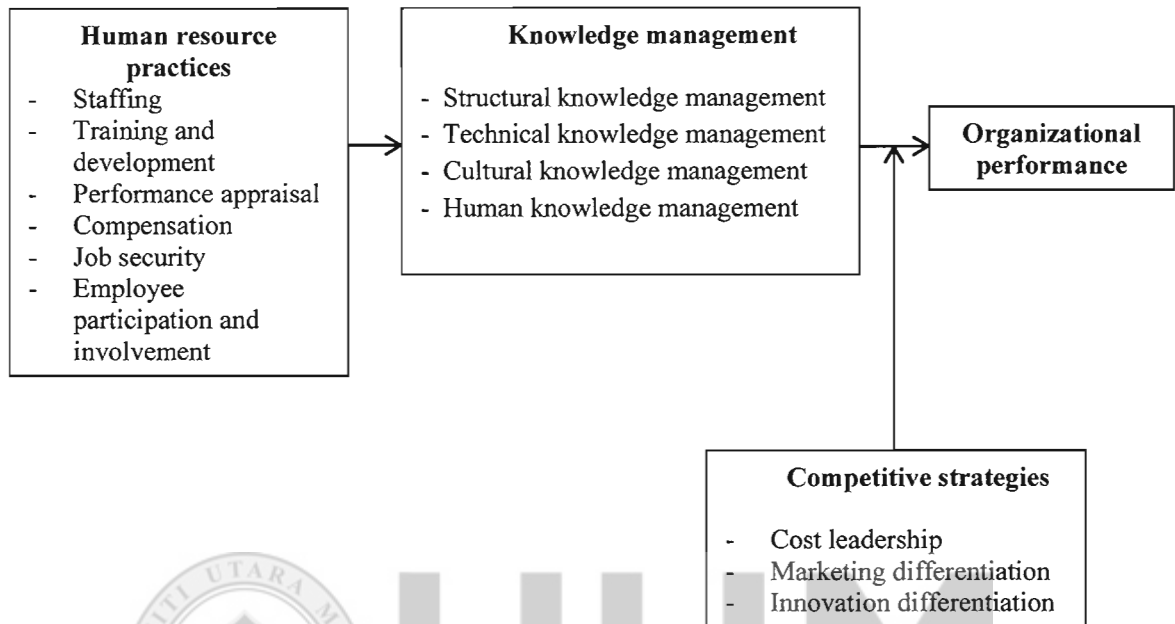 Human resource
practices
- Staffing
- Training and
development
- Performance appraisal
- Compensation
- Job security
- Employee
participation and
involvement
Knowledge management
- Structural knowledge management
- Technical knowledge management
- Cultural knowledge management
- Human knowledge management
Organizational
performance
Competitive strategies
- Cost leadership
- Marketing differentiation
- Innovation differentiation
UTARA